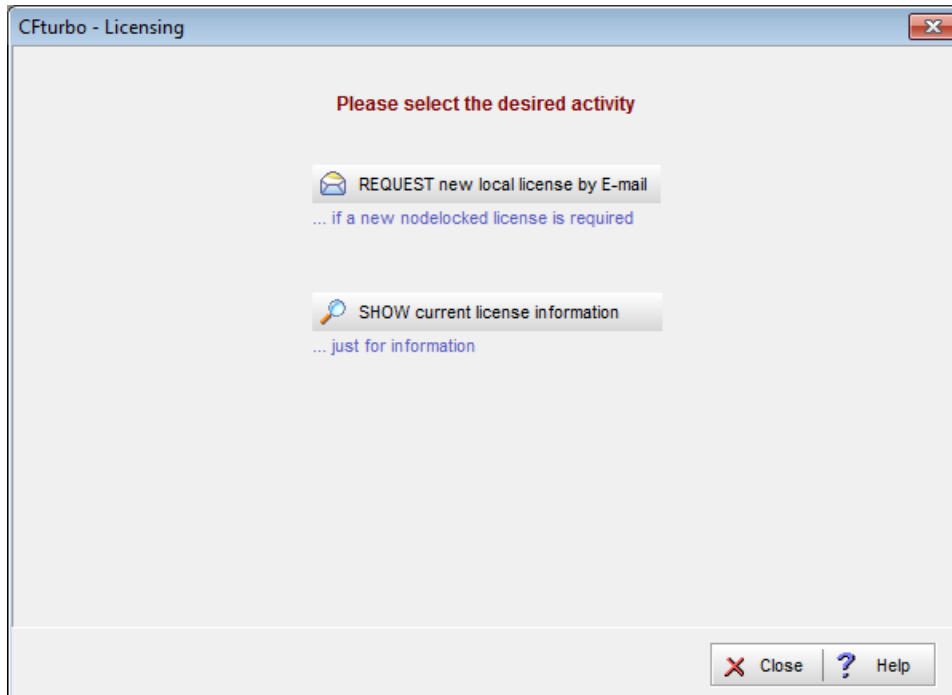 CFturbo - Licensing
Please select the desired activity
REQUEST new local license by E-mail
... if a new nodelocked license is required
SHOW current license information
... just for information
Close
Help